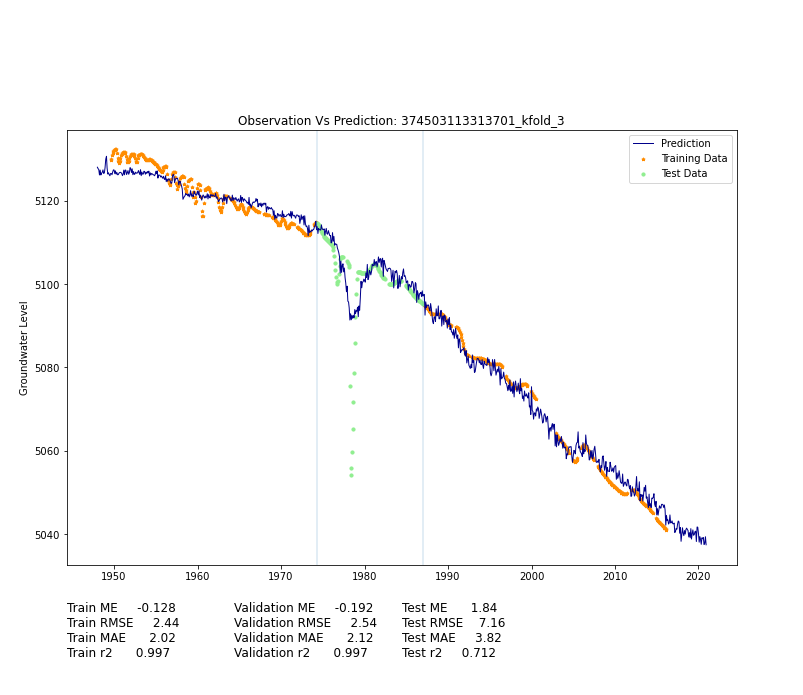 Observation Vs Prediction: 374503113313701_kfold_3
Prediction
Training Data
Test Data
Groundwater Level
5120
5100
5080
5060
5040
1950 1960 1970 1980 1990 2000 2010 2020
Train ME -0.128 Validation ME -0.192 Test ME 1.84
Train RMSE 2.44 Validation RMSE 2.54 Test RMSE 7.16
Train MAE 2.02 Validation MAE 2.12 Test MAE 3.82
Train r2 0.997 Validation r2 0.997 Test r2 0.712